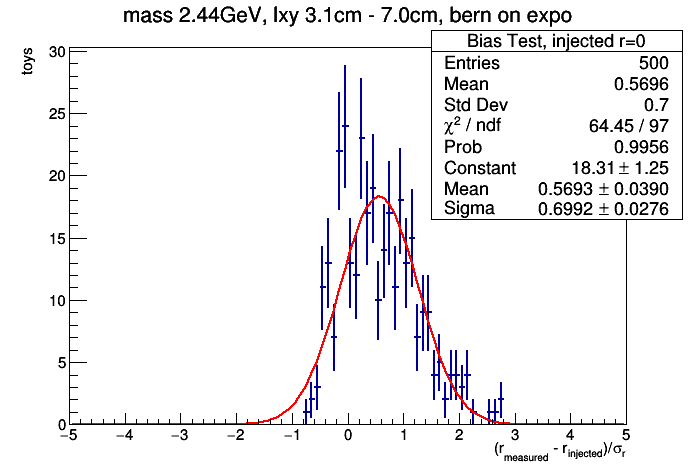 mass 2.44GeV, lxy 3.1cm - 7.0cm, bern on expo
Bias Test, injected r=0
Entries 500
Mean 0.5696
Std Dev 0.7
χ² / ndf 64.45 / 97
Prob 0.9956
Constant 18.31 ± 1.25
Mean 0.5693 ± 0.0390
Sigma 0.6992 ± 0.0276
toys
30
25
20
15
10
5
0
−5 −4 −3 −2 −1 0 1 2 3 4 5
(r_measured - r_injected)/σ_r